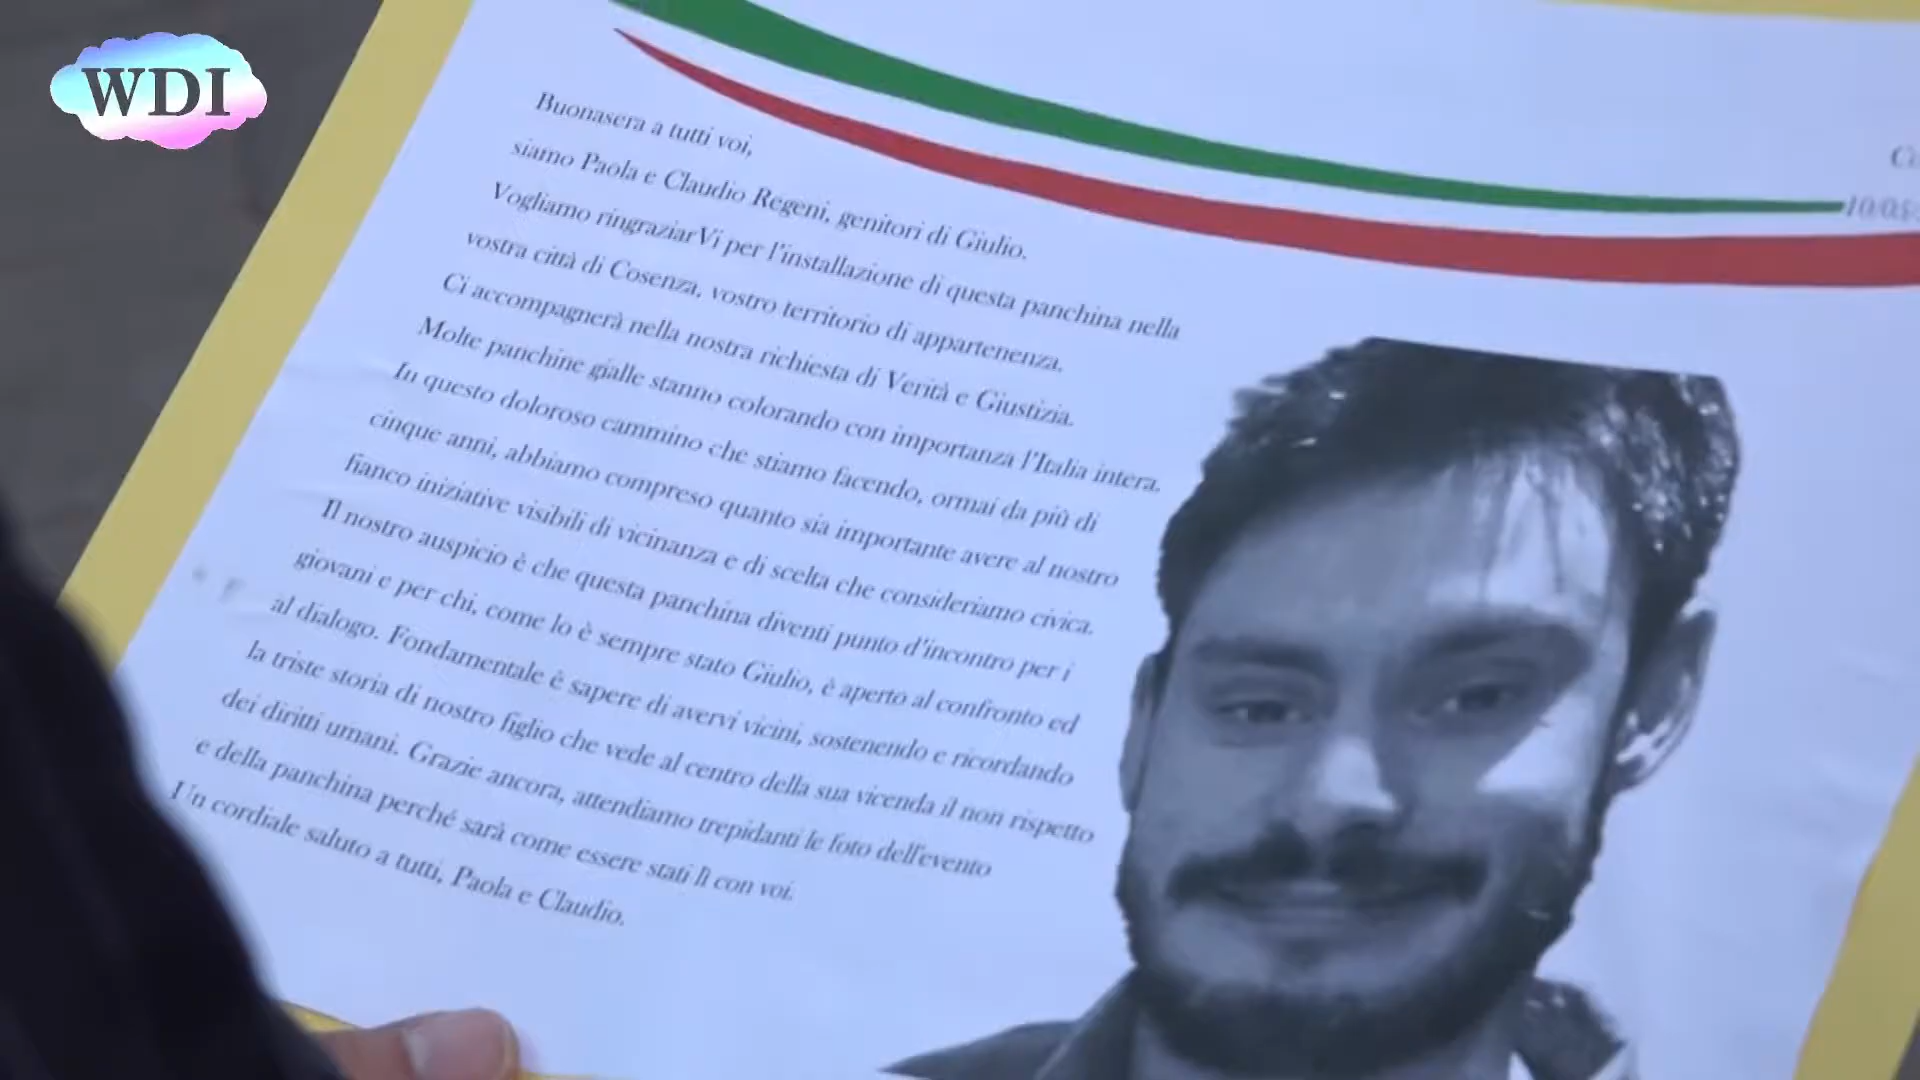 WDI
Buonasera a tutti voi,
siamo Paola e Claudio Regeni, genitori di Giulio.
Vogliamo ringraziarVi per l'installazione di questa panchina nella
vostra città di Cosenza, vostro territorio di appartenenza.
Ci accompagnerà nella nostra richiesta di Verità e Giustizia.
Molte panchine gialle stanno colorando con importanza l'Italia intera.
In questo doloroso cammino che stiamo facendo, ormai da più di
cinque anni, abbiamo compreso quanto sia importante avere al nostro
fianco iniziative visibili di vicinanza e di scelta che consideriamo civica.
Il nostro auspicio è che questa panchina diventi punto d'incontro per i
giovani e per chi, come lo è sempre stato Giulio, è aperto al confronto ed
al dialogo. Fondamentale è sapere di avervi vicini, sostenendo e ricordando
la triste storia di nostro figlio che vede al centro della sua vicenda il non rispetto
dei diritti umani. Grazie ancora, attendiamo trepidanti le foto dell'evento
e della panchina perché sarà come essere stati lì con voi.
Un cordiale saluto a tutti, Paola e Claudio.